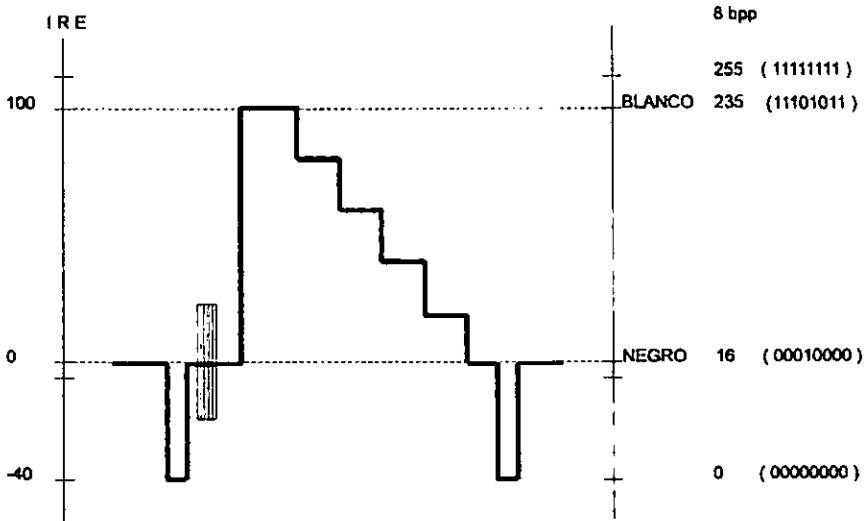 8 bpp
IRE
255 (11111111)
100 BLANCO 235 (11101011)
0 NEGRO 16 (00010000)
-40 0 (00000000)